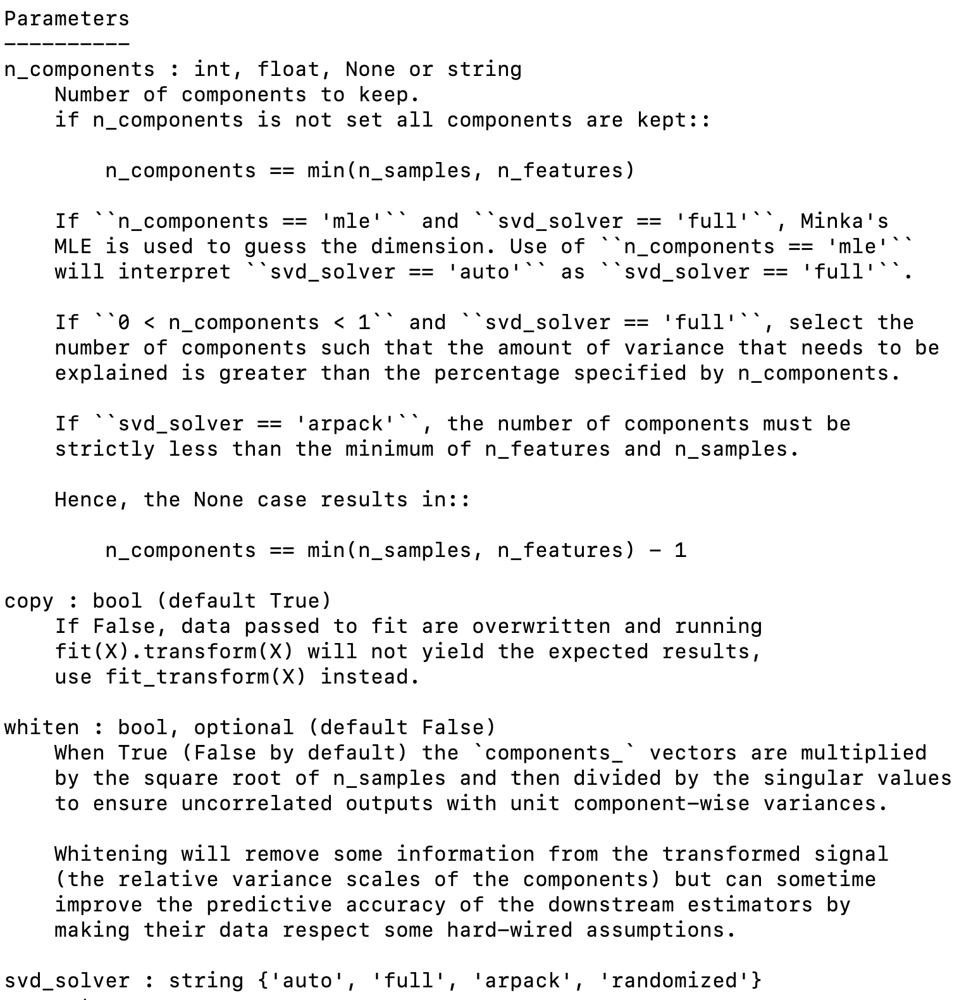 Parameters
----------
n_components : int, float, None or string
    Number of components to keep.
    if n_components is not set all components are kept::

        n_components == min(n_samples, n_features)

    If ``n_components == 'mle'`` and ``svd_solver == 'full'``, Minka's
    MLE is used to guess the dimension. Use of ``n_components == 'mle'``
    will interpret ``svd_solver == 'auto'`` as ``svd_solver == 'full'``.

    If ``0 < n_components < 1`` and ``svd_solver == 'full'``, select the
    number of components such that the amount of variance that needs to be
    explained is greater than the percentage specified by n_components.

    If ``svd_solver == 'arpack'``, the number of components must be
    strictly less than the minimum of n_features and n_samples.

    Hence, the None case results in::

        n_components == min(n_samples, n_features) - 1

copy : bool (default True)
    If False, data passed to fit are overwritten and running
    fit(X).transform(X) will not yield the expected results,
    use fit_transform(X) instead.

whiten : bool, optional (default False)
    When True (False by default) the `components_` vectors are multiplied
    by the square root of n_samples and then divided by the singular values
    to ensure uncorrelated outputs with unit component-wise variances.

    Whitening will remove some information from the transformed signal
    (the relative variance scales of the components) but can sometime
    improve the predictive accuracy of the downstream estimators by
    making their data respect some hard-wired assumptions.

svd_solver : string {'auto', 'full', 'arpack', 'randomized'}